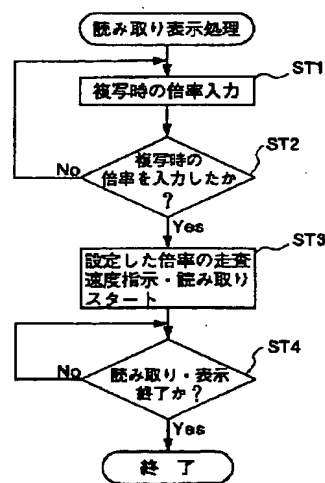 読み取り表示処理
ST1
複写時の倍率入力
ST2
複写時の
倍率を入力したか
?
No
Yes
ST3
設定した倍率の走査
速度指示・読み取り
スタート
ST4
読み取り・表示
終了か?
No
Yes
終了